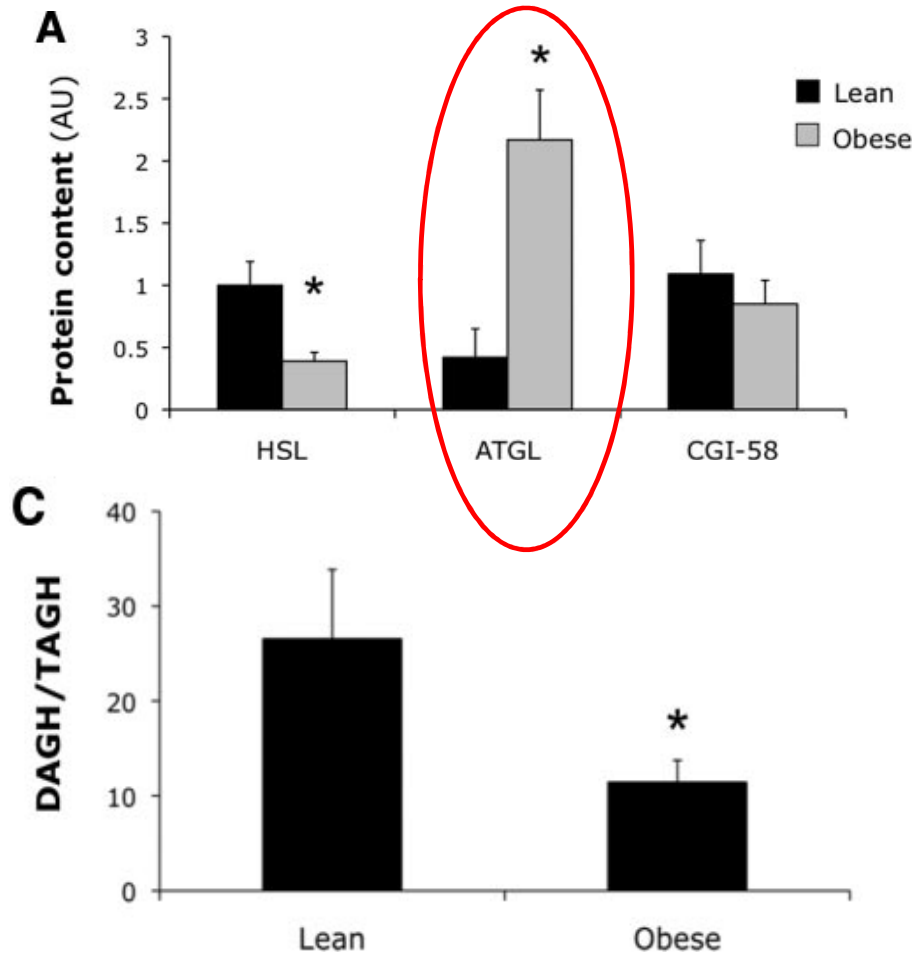 A
Protein content (AU)
3
2.5
2
1.5
1
0.5
0
*
*
Lean
Obese
HSL
ATGL
CGI-58
C
DAGH/TAGH
40
30
20
10
0
*
Lean
Obese